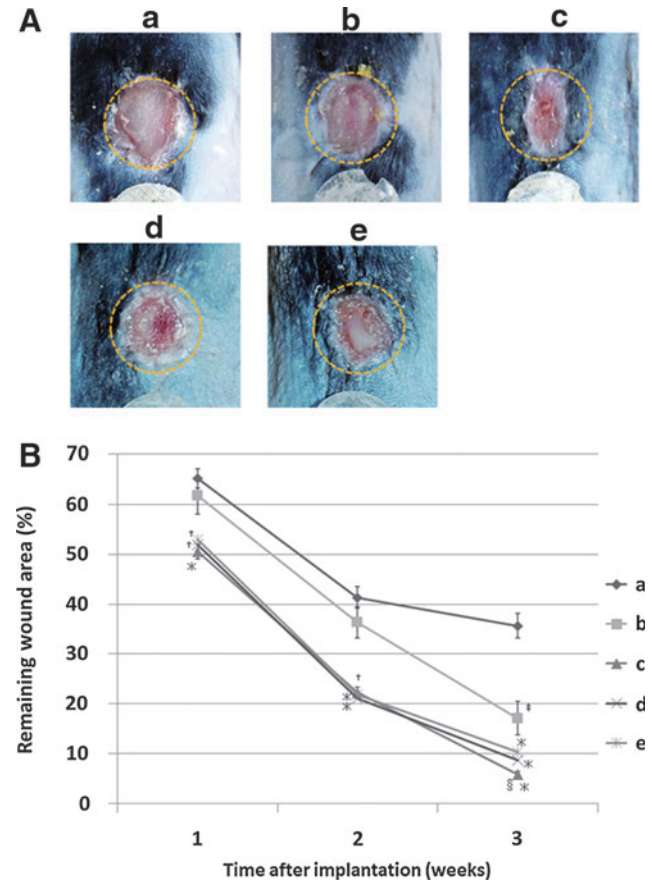 A
a
b
c
d
e
B
Remaining wound area (%)
70
60
50
40
30
20
10
0
†
†
*
†
*
*
‡
*
*
§ *
§
1
2
3
Time after implantation (weeks)
a
b
c
d
e